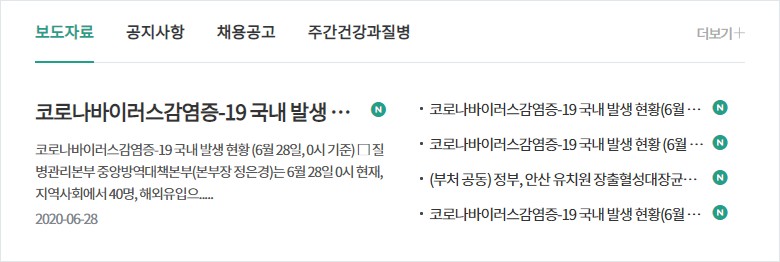 보도자료 공지사항 채용공고 주간건강과질병 더보기+
코로나바이러스감염증-19 국내 발생 ··· N
코로나바이러스감염증-19 국내 발생 현황 (6월 28일, 0시 기준) □ 질
병관리본부 중앙방역대책본부(본부장 정은경)는 6월 28일 0시 현재,
지역사회에서 40명, 해외유입으.....
2020-06-28
· 코로나바이러스감염증-19 국내 발생 현황(6월 ··· N
· 코로나바이러스감염증-19 국내 발생 현황 (6월 ··· N
· (부처 공동) 정부, 안산 유치원 장출혈성대장균··· N
· 코로나바이러스감염증-19 국내 발생 현황(6월 ··· N